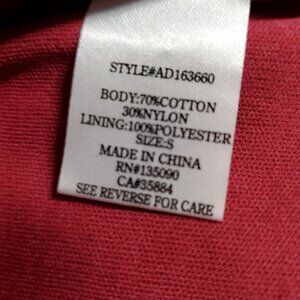 STYLE#AD163660
BODY:70%COTTON
30%NYLON
LINING:100%POLYESTER
SIZE:S
MADE IN CHINA
RN#135090
CA#35884
SEE REVERSE FOR CARE